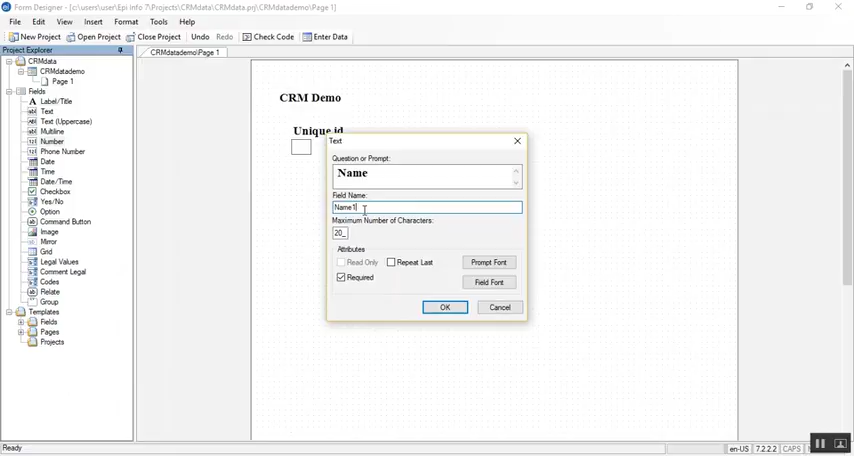 Form Designer - [c:\users\user\Epi Info 7\Projects\CRMdata\CRMdata.prj\CRMdatademo\Page 1]
File Edit View Insert Format Tools Help
New Project Open Project Close Project Undo Redo Check Code Enter Data
Project Explorer
CRMdatademo\Page 1
CRMdata
CRMdatademo
Page 1
Fields
Label/Title
Text
Text (Uppercase)
Multiline
Number
Phone Number
Date
Time
Date/Time
Checkbox
Yes/No
Option
Command Button
Image
Mirror
Grid
Legal Values
Comment Legal
Codes
Relate
Group
Templates
Fields
Pages
Projects
CRM Demo
Unique id
Text
Question or Prompt:
Name
Field Name:
Name1
Maximum Number of Characters:
20_
Attributes
Read Only Repeat Last Prompt Font
Required Field Font
OK Cancel
Ready en-US 7.2.2.2 CAPS